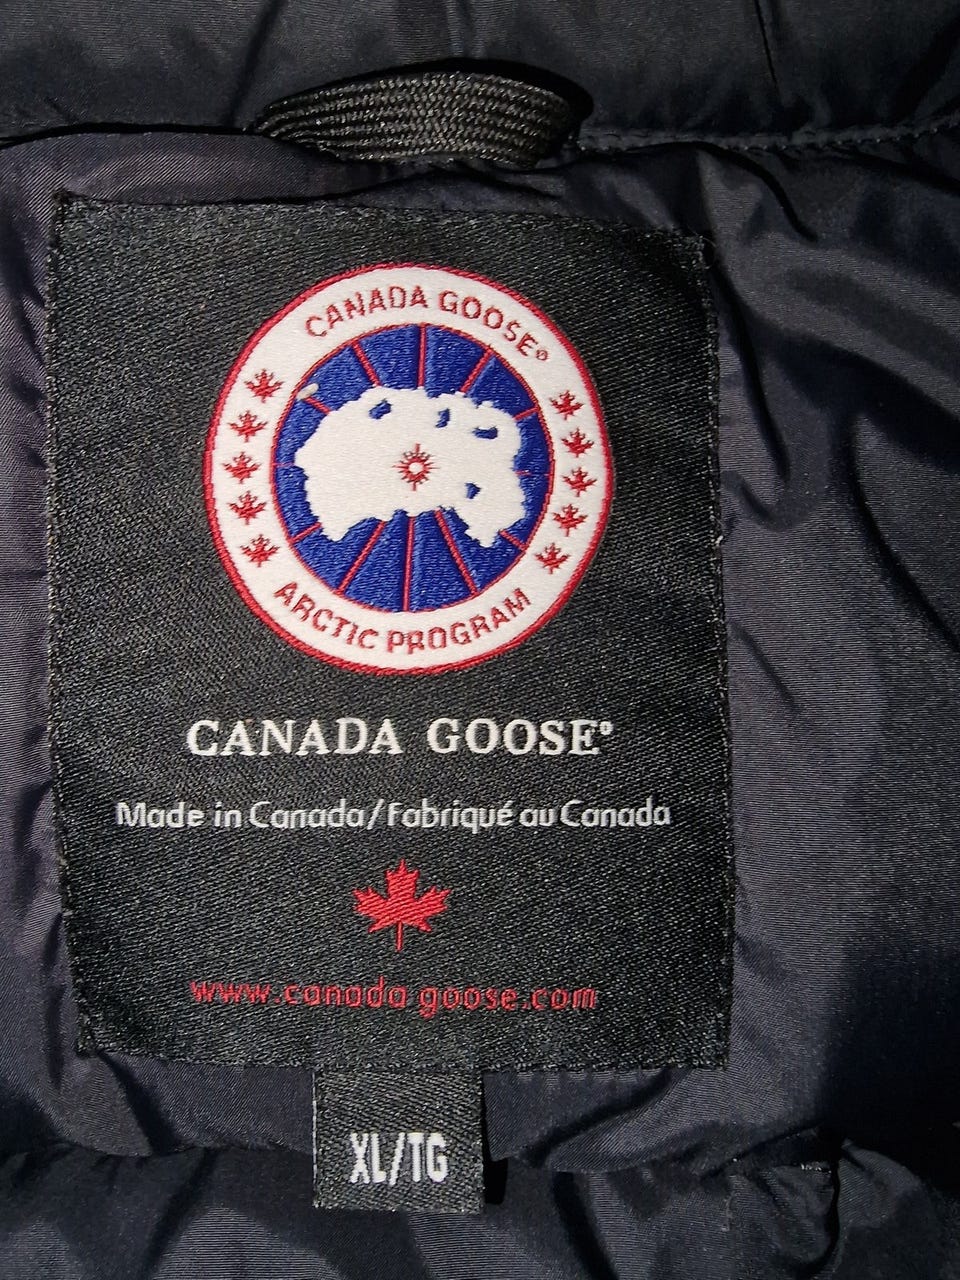 CANADA GOOSE®
ARCTIC PROGRAM
CANADA GOOSE®
Made in Canada/Fabriqué au Canada
www.canada goose.com
XL/TG